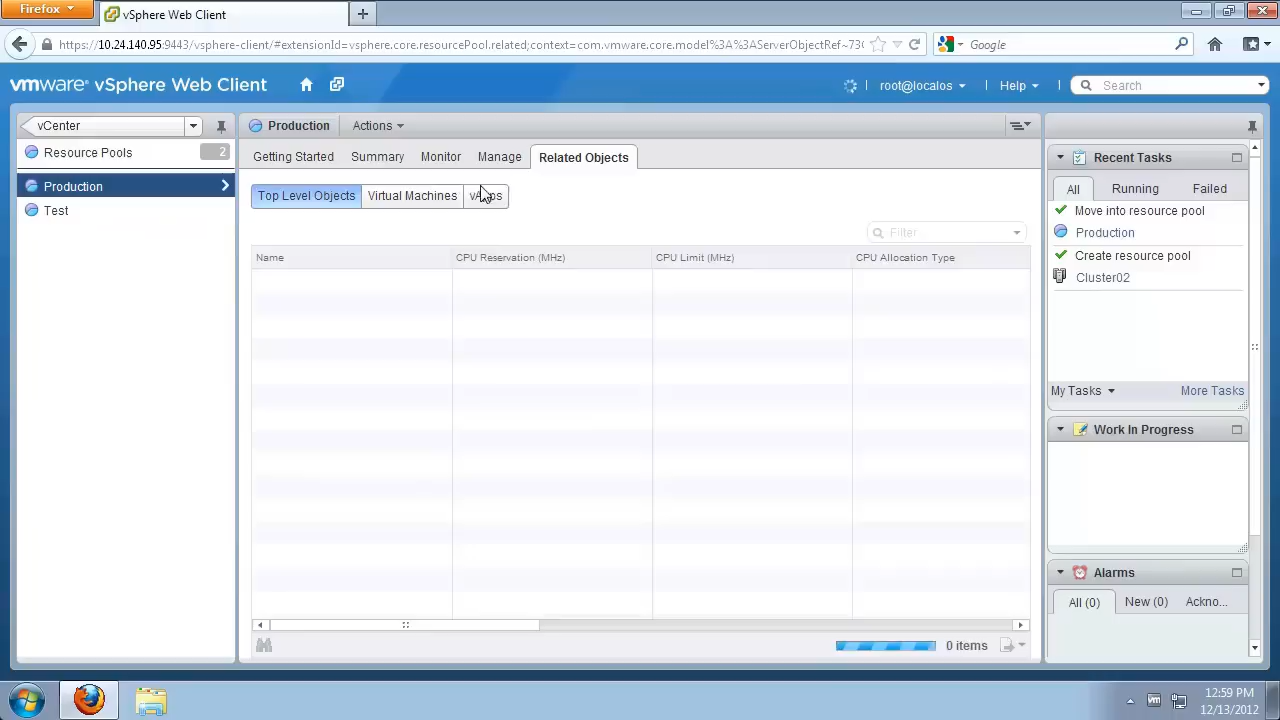 Firefox
vSphere Web Client
https://10.24.140.95:9443/vsphere-client/#extensionId=vsphere.core.resourcePool.related;context=com.vmware.core.model%3A%3AServerObjectRef~730
Google
vmware® vSphere Web Client
root@localos
Help
Search
vCenter
Resource Pools
2
Production
Test
Production
Actions
Getting Started
Summary
Monitor
Manage
Related Objects
Top Level Objects
Virtual Machines
Filter
Name
CPU Reservation (MHz)
CPU Limit (MHz)
CPU Allocation Type
0 items
Recent Tasks
All
Running
Failed
Move into resource pool
Production
Create resource pool
Cluster02
My Tasks
More Tasks
Work In Progress
Alarms
All (0)
New (0)
Ackno...
12:59 PM
12/13/2012